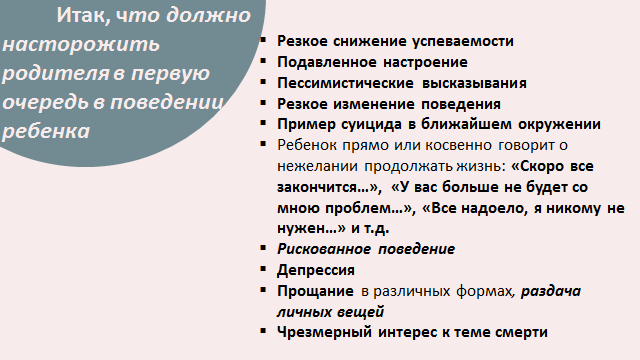 Итак, что должно
насторожить
родителя в первую
очередь в поведении
ребенка
▪ Резкое снижение успеваемости
▪ Подавленное настроение
▪ Пессимистические высказывания
▪ Резкое изменение поведения
▪ Пример суицида в ближайшем окружении
▪ Ребенок прямо или косвенно говорит о
нежелании продолжать жизнь: «Скоро все
закончится…», «У вас больше не будет со
мною проблем…», «Все надоело, я никому не
нужен…» и т.д.
▪ Рискованное поведение
▪ Депрессия
▪ Прощание в различных формах, раздача
личных вещей
▪ Чрезмерный интерес к теме смерти